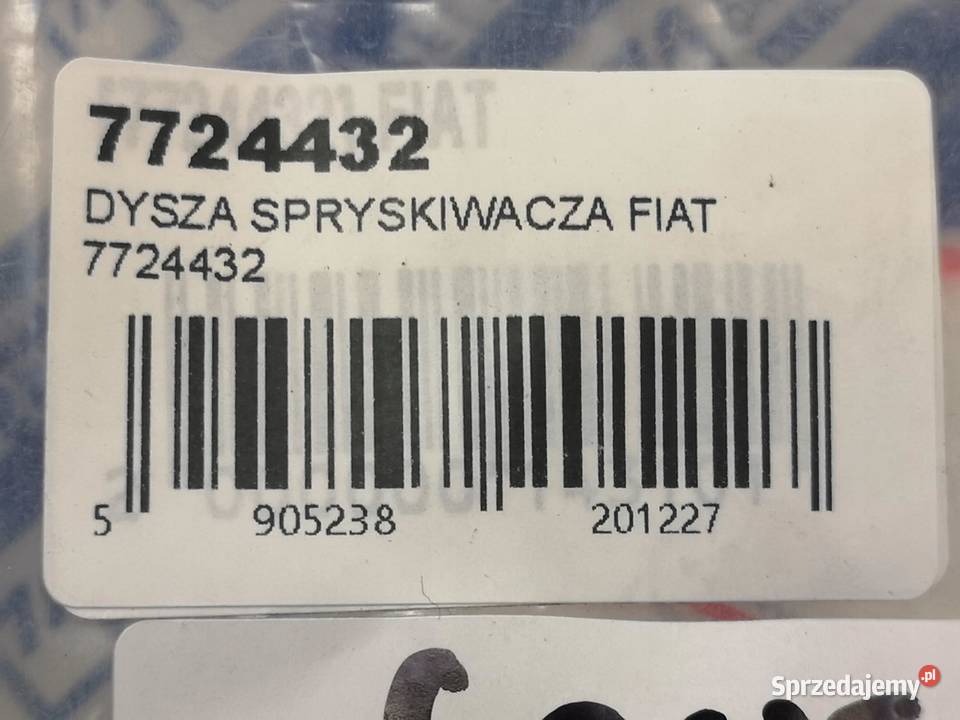 7724432
DYSZA SPRYSKIWACZA FIAT
7724432
5 905238 201227
Sprzedajemy.pl